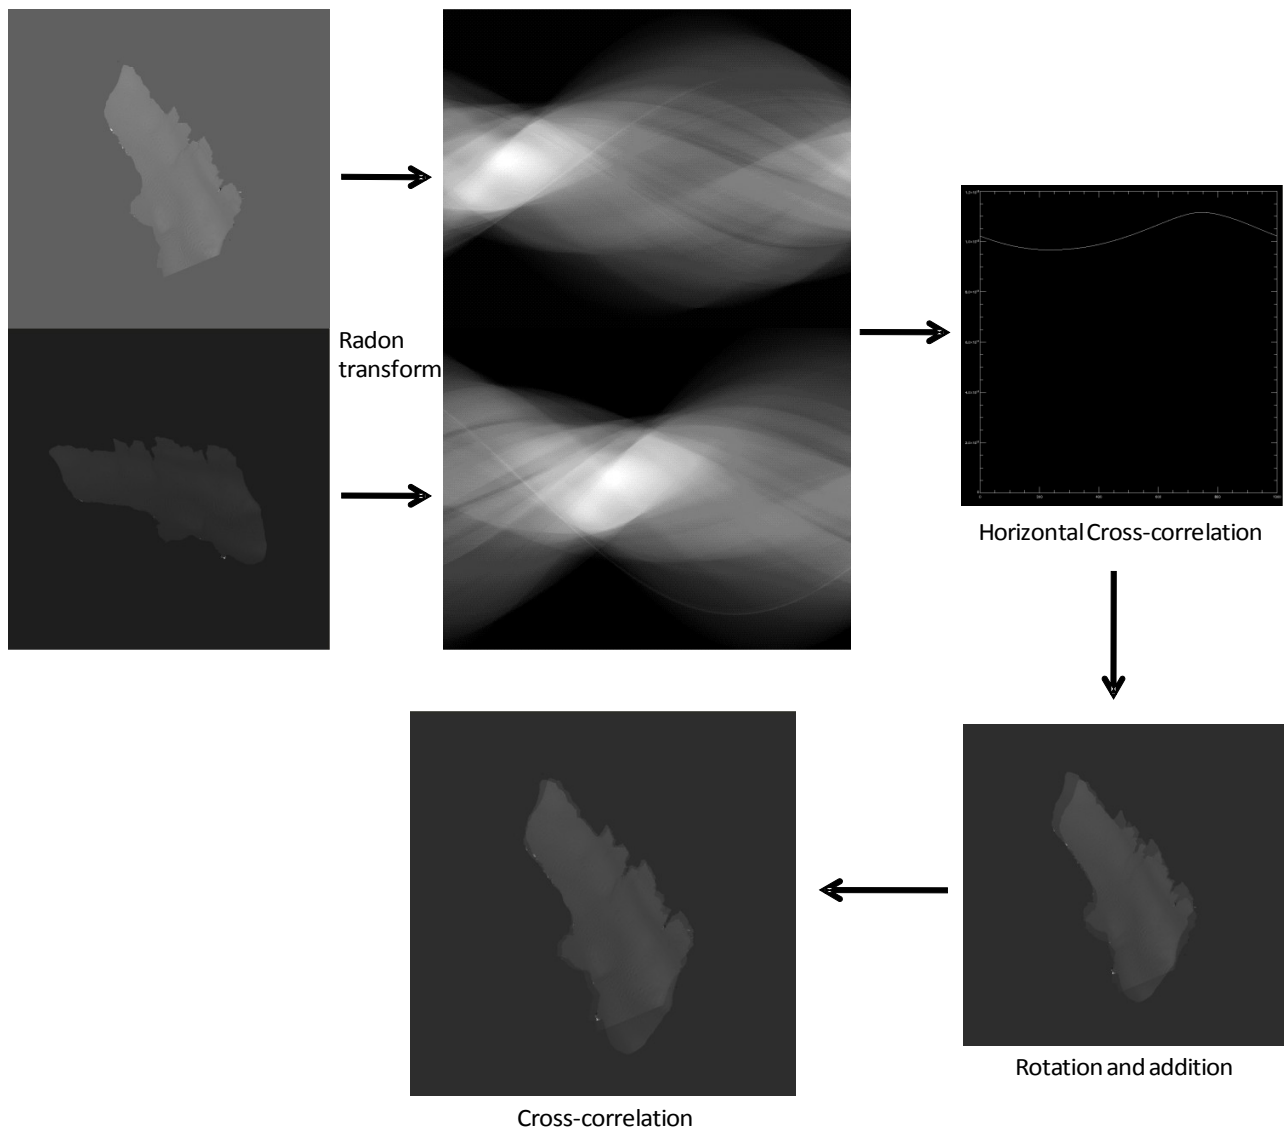 Radon
transform
Horizontal Cross-correlation
Rotation and addition
Cross-correlation